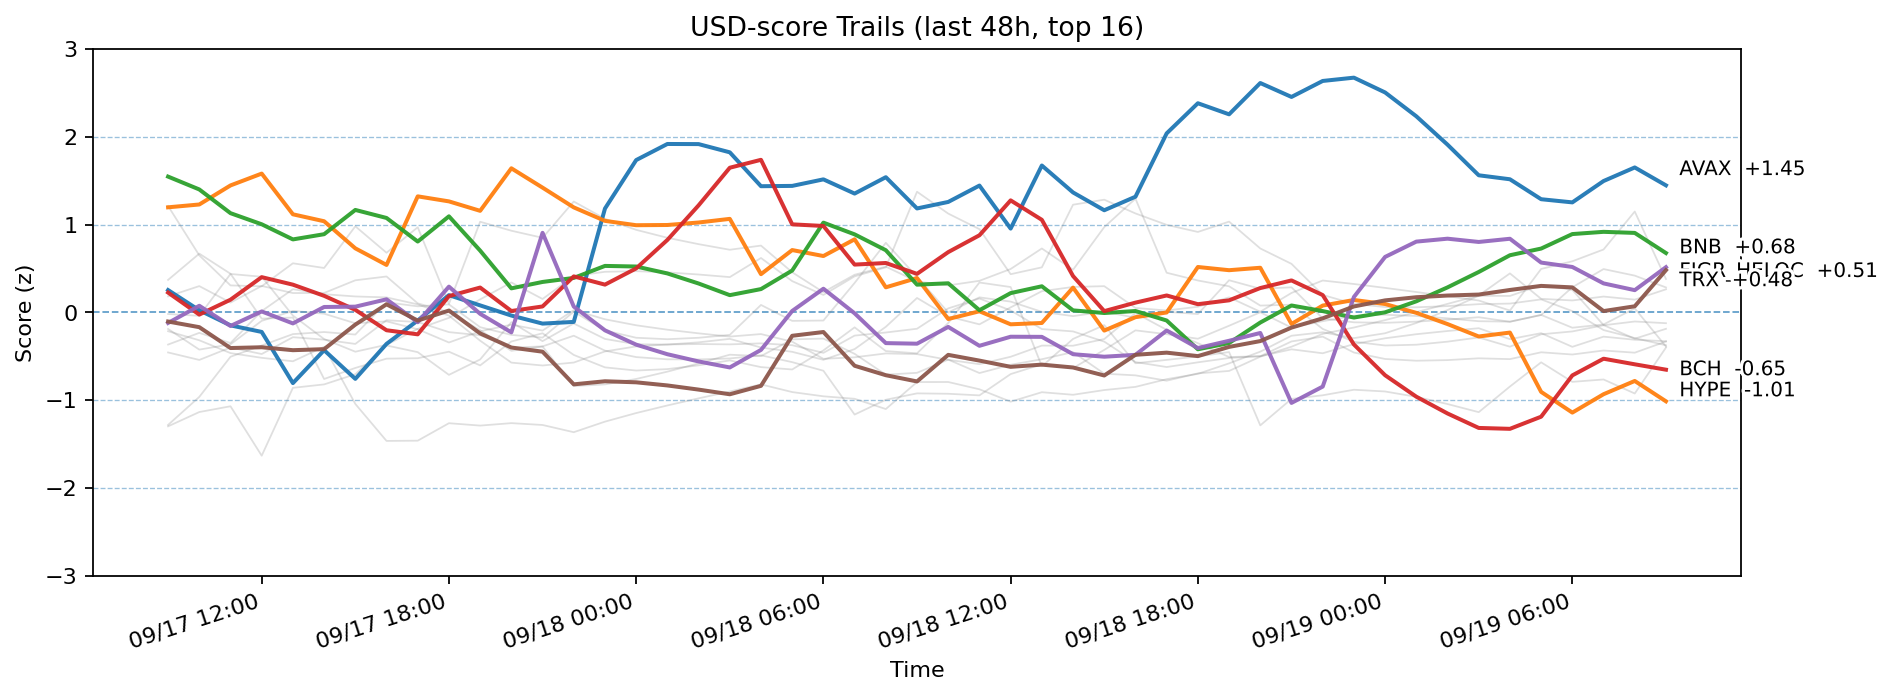 USD-score Trails (last 48h, top 16)
Score (z)
3
2
1
0
−1
−2
−3
AVAX +1.45
BNB +0.68
+0.51
TRX +0.48
BCH -0.65
HYPE -1.01
09/17 12:00
09/17 18:00
09/18 00:00
09/18 06:00
09/18 12:00
09/18 18:00
09/19 00:00
09/19 06:00
Time